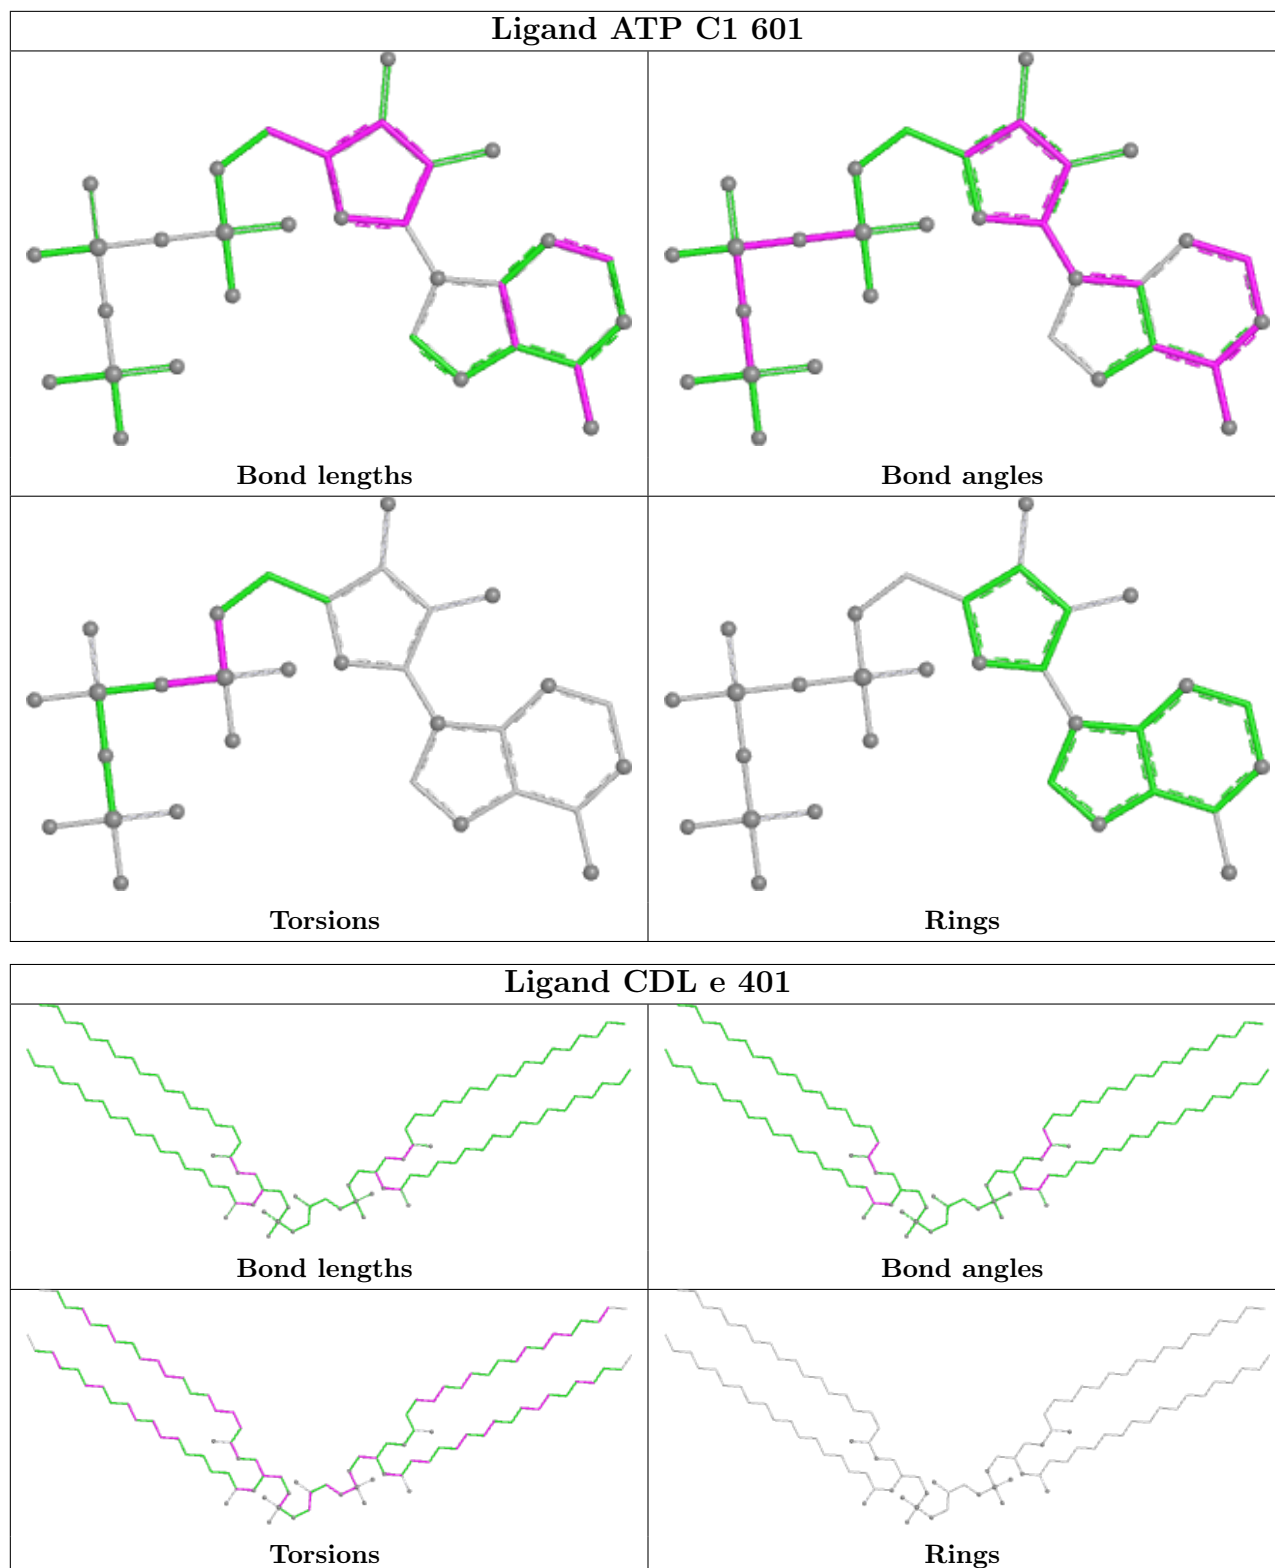 Ligand ATP C1 601
Bond lengths
Bond angles
Torsions
Rings
Ligand CDL e 401
Bond lengths
Bond angles
Torsions
Rings